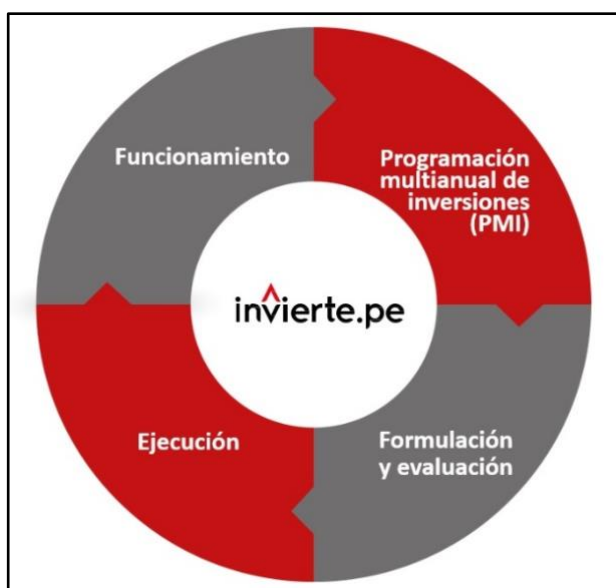 Funcionamiento
Programación
multianual de
inversiones
(PMI)
invierte.pe
Ejecución
Formulación
y evaluación